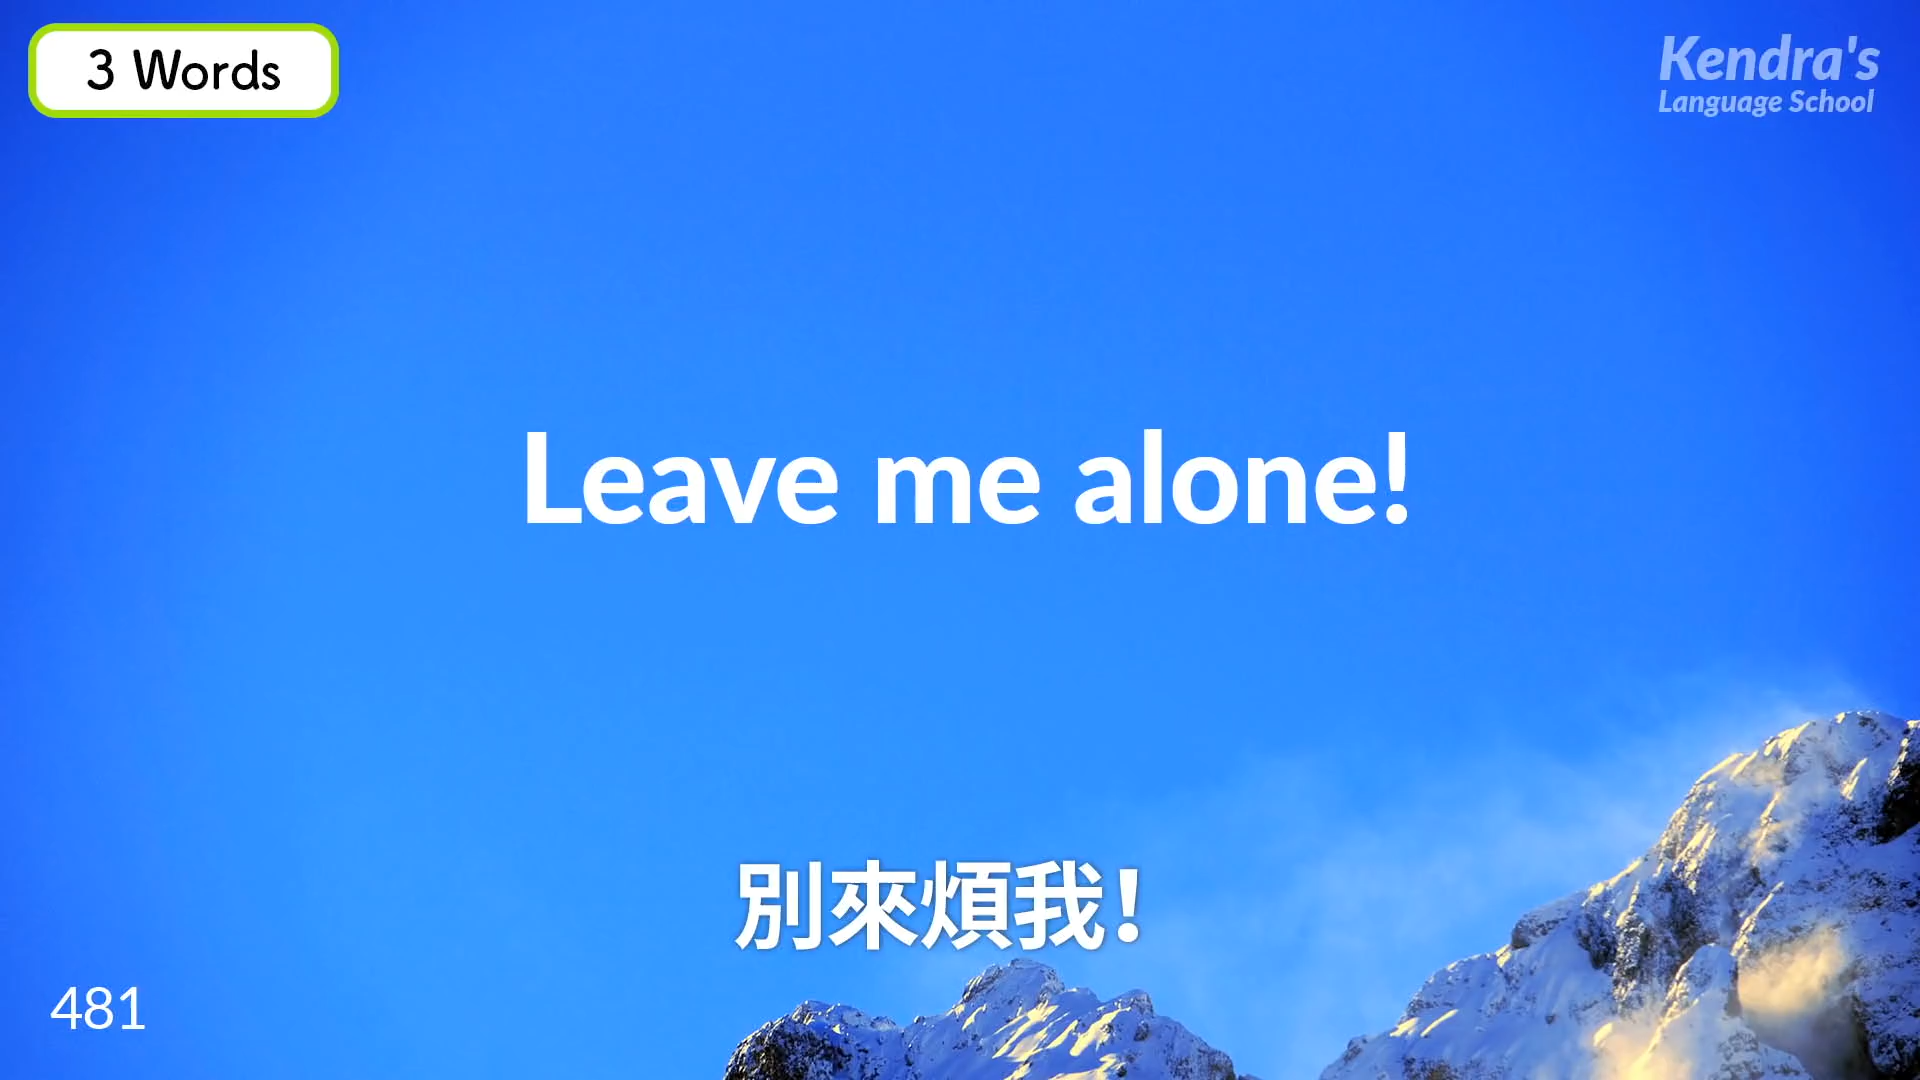 3 Words
Kendra's
Language School
Leave me alone!
別來煩我！
481